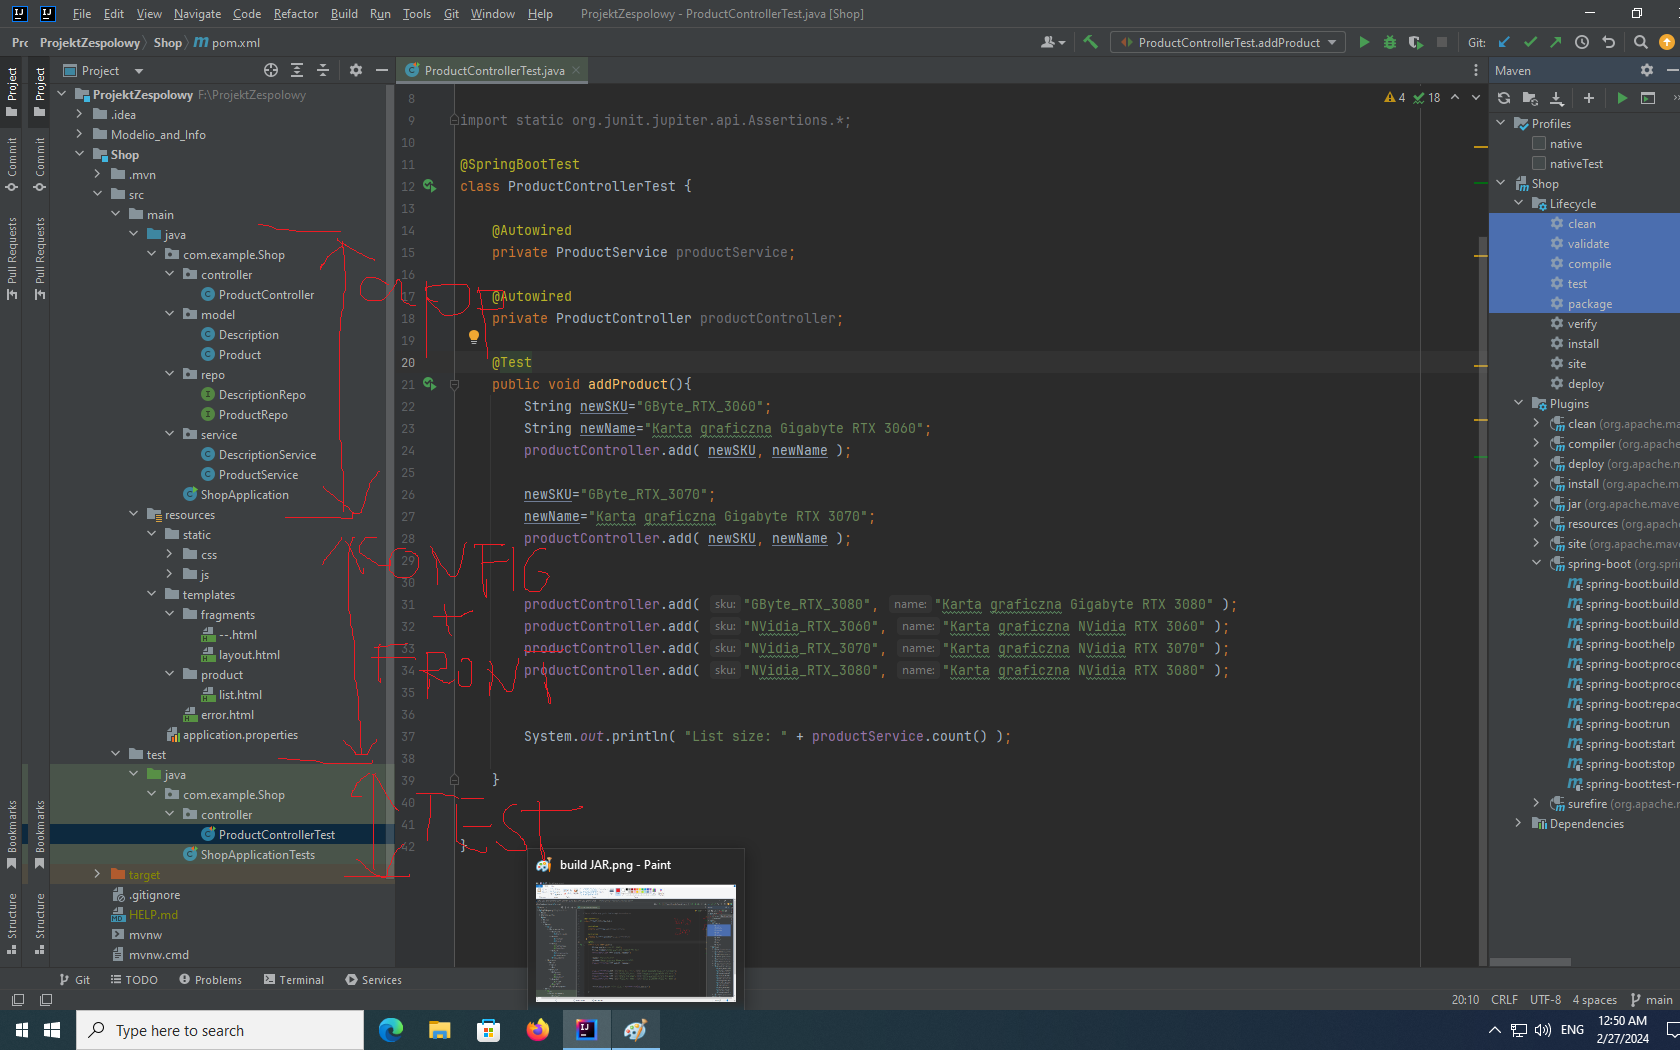 File Edit View Navigate Code Refactor Build Run Tools Git Window Help ProjektZespolowy - ProductControllerTest.java [Shop]
Prc ProjektZespolowy Shop pom.xml ProductControllerTest.addProduct Git:
Project
Project
Commit
Commit
Pull Requests
Pull Requests
Bookmarks
Bookmarks
Structure
Structure
Project
ProjektZespolowy F:\ProjektZespolowy
.idea
Modelio_and_Info
Shop
.mvn
src
main
java
com.example.Shop
controller
ProductController
model
Description
Product
repo
DescriptionRepo
ProductRepo
service
DescriptionService
ProductService
ShopApplication
resources
static
css
js
templates
fragments
--.html
layout.html
product
list.html
error.html
application.properties
test
java
com.example.Shop
controller
ProductControllerTest
ShopApplicationTests
target
.gitignore
HELP.md
mvnw
mvnw.cmd
ProductControllerTest.java
4 18
8
9 import static org.junit.jupiter.api.Assertions.*;
10
11 @SpringBootTest
12 class ProductControllerTest {
13
14 @Autowired
15 private ProductService productService;
16
17 @Autowired
18 private ProductController productController;
19
20 @Test
21 public void addProduct(){
22 String newSKU="GByte_RTX_3060";
23 String newName="Karta graficzna Gigabyte RTX 3060";
24 productController.add( newSKU, newName );
25
26 newSKU="GByte_RTX_3070";
27 newName="Karta graficzna Gigabyte RTX 3070";
28 productController.add( newSKU, newName );
29
30
31 productController.add( sku: "GByte_RTX_3080", name: "Karta graficzna Gigabyte RTX 3080" );
32 productController.add( sku: "NVidia_RTX_3060", name: "Karta graficzna NVidia RTX 3060" );
33 productController.add( sku: "NVidia_RTX_3070", name: "Karta graficzna NVidia RTX 3070" );
34 productController.add( sku: "NVidia_RTX_3080", name: "Karta graficzna NVidia RTX 3080" );
35
36
37 System.out.println( "List size: " + productService.count() );
38
39 }
40
41
42 }
KONFIG
+
FRONT
TEST
Maven
Profiles
native
nativeTest
Shop
Lifecycle
clean
validate
compile
test
package
verify
install
site
deploy
Plugins
clean (org.apache.ma
compiler (org.apache
deploy (org.apache.m
install (org.apache.m
jar (org.apache.mave
resources (org.apach
site (org.apache.mav
spring-boot (org.spri
spring-boot:build
spring-boot:build
spring-boot:build
spring-boot:help
spring-boot:proce
spring-boot:proce
spring-boot:repac
spring-boot:run
spring-boot:start
spring-boot:stop
spring-boot:test-r
surefire (org.apache.
Dependencies
build JAR.png - Paint
Git TODO Problems Terminal Services
20:10 CRLF UTF-8 4 spaces main
Type here to search
ENG
12:50 AM
2/27/2024